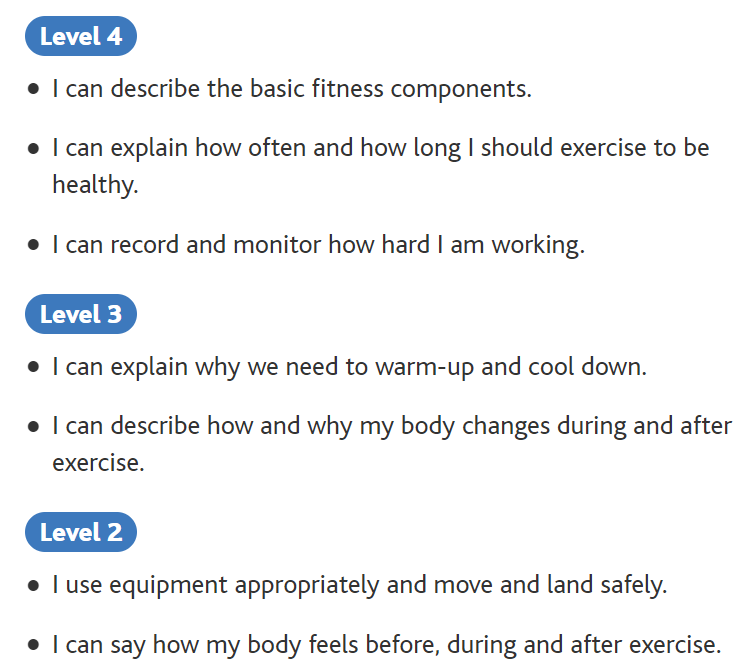 Level 4
• I can describe the basic fitness components.
• I can explain how often and how long I should exercise to be
healthy.
• I can record and monitor how hard I am working.
Level 3
• I can explain why we need to warm-up and cool down.
• I can describe how and why my body changes during and after
exercise.
Level 2
• I use equipment appropriately and move and land safely.
• I can say how my body feels before, during and after exercise.